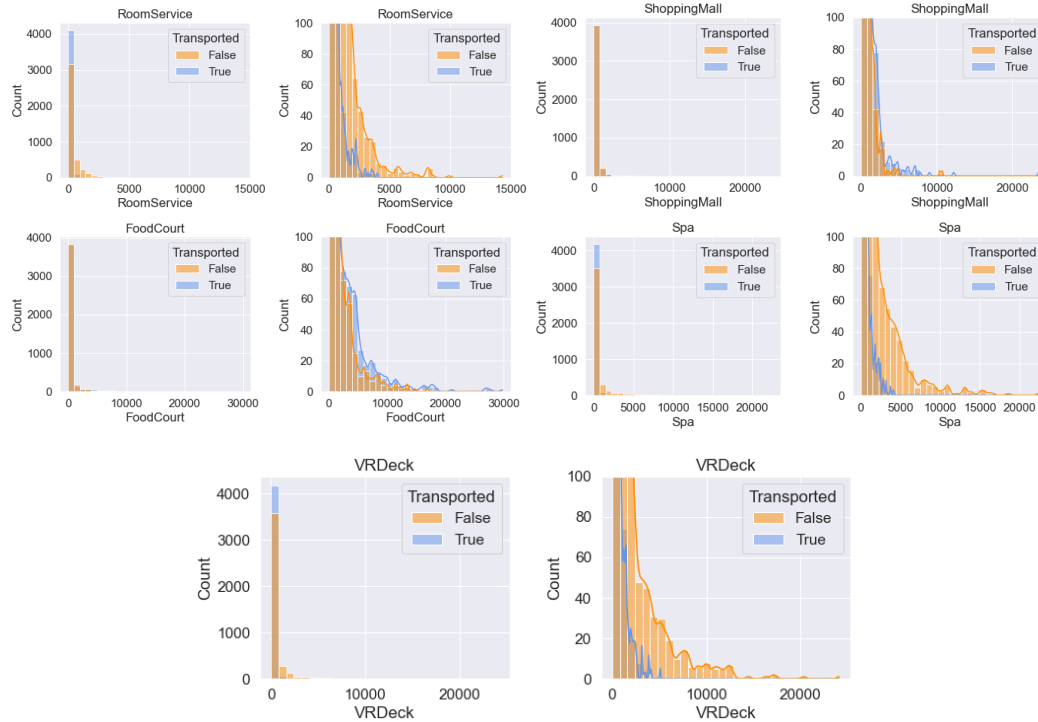 RoomService
Transported
False
True
Count
4000
3000
2000
1000
0
0 5000 10000 15000
RoomService
RoomService
Transported
False
True
Count
100
80
60
40
20
0
0 5000 10000 15000
RoomService
ShoppingMall
Transported
False
True
Count
4000
3000
2000
1000
0
0 10000 20000
ShoppingMall
ShoppingMall
Transported
False
True
Count
100
80
60
40
20
0
0 10000 20000
ShoppingMall
FoodCourt
Transported
False
True
Count
4000
3000
2000
1000
0
0 10000 20000 30000
FoodCourt
FoodCourt
Transported
False
True
Count
100
80
60
40
20
0
0 10000 20000 30000
FoodCourt
Spa
Transported
False
True
Count
4000
3000
2000
1000
0
0 5000 10000 15000 20000
Spa
Spa
Transported
False
True
Count
100
80
60
40
20
0
0 5000 10000 15000 20000
Spa
VRDeck
Transported
False
True
Count
4000
3000
2000
1000
0
0 10000 20000
VRDeck
VRDeck
Transported
False
True
Count
100
80
60
40
20
0
0 10000 20000
VRDeck